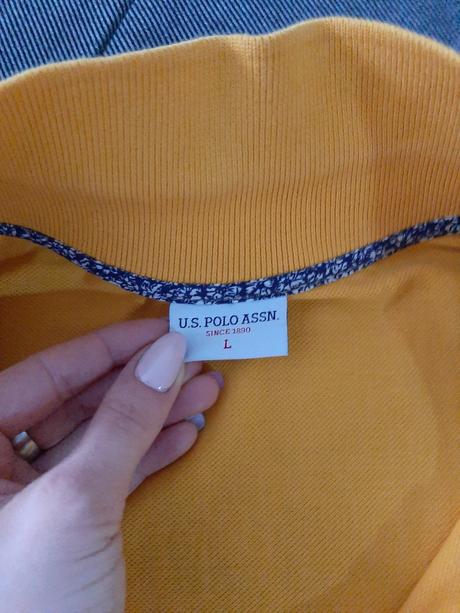 U.S. POLO ASSN.
SINCE 1890
L